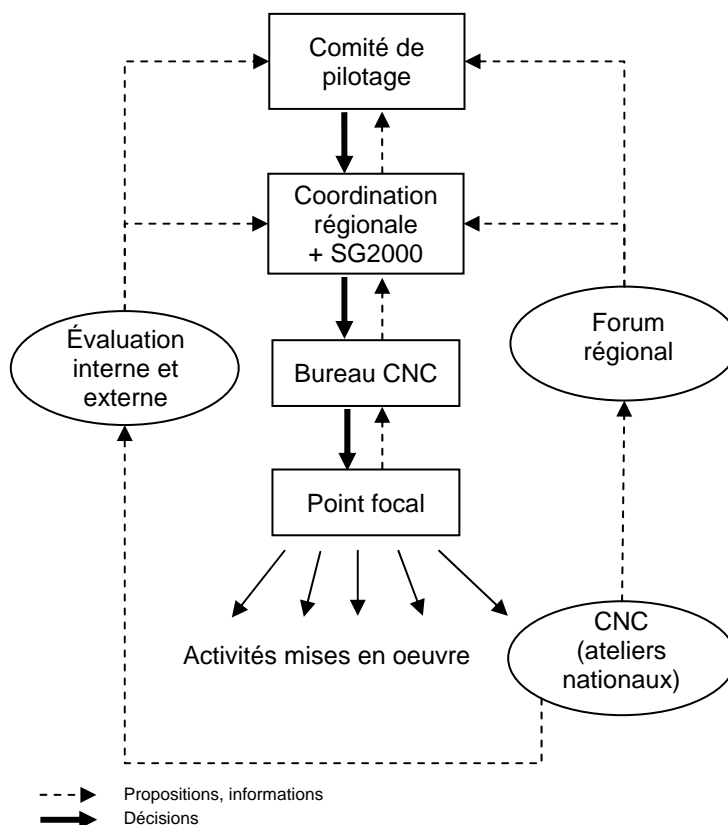 Comité de
pilotage
Coordination
régionale
+ SG2000
Évaluation
interne et
externe
Forum
régional
Bureau CNC
Point focal
Activités mises en oeuvre
CNC
(ateliers
nationaux)
Propositions, informations
Décisions